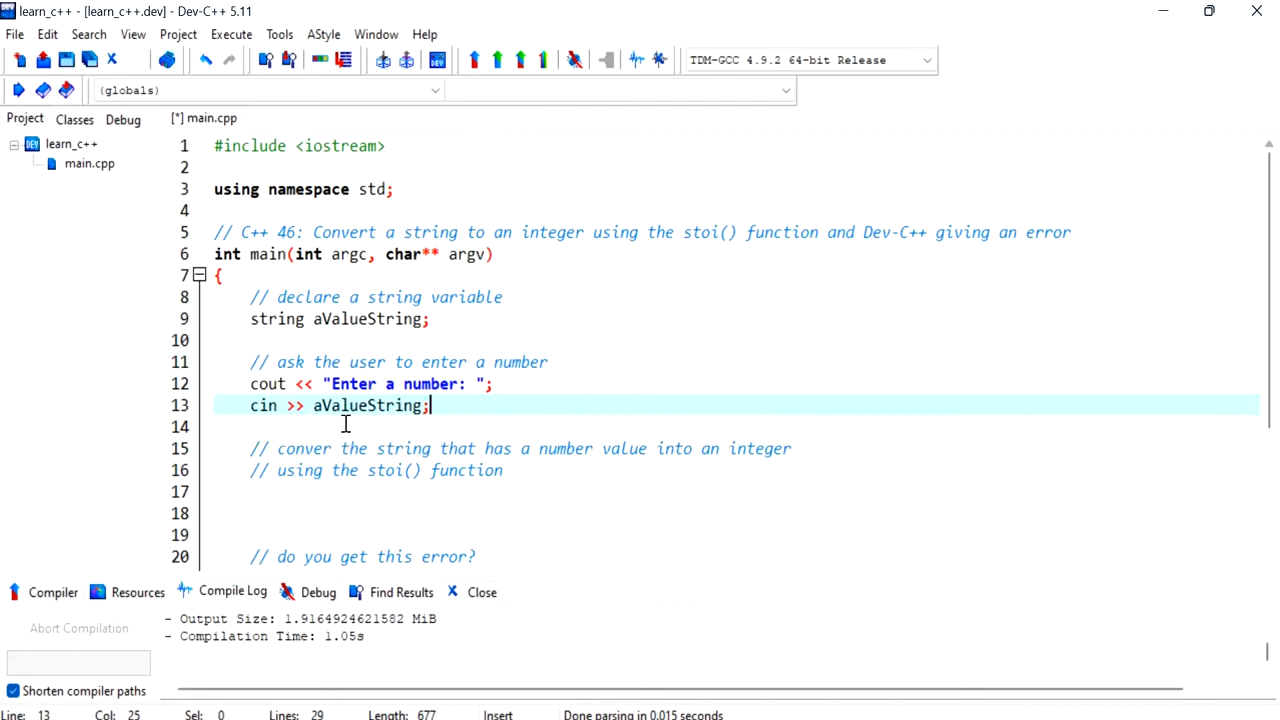 learn_c++ - [learn_c++.dev] - Dev-C++ 5.11
File Edit Search View Project Execute Tools AStyle Window Help
TDM-GCC 4.9.2 64-bit Release
(globals)
Project Classes Debug [*] main.cpp
learn_c++
main.cpp
1 #include <iostream>
2
3 using namespace std;
4
5 // C++ 46: Convert a string to an integer using the stoi() function and Dev-C++ giving an error
6 int main(int argc, char** argv)
7 {
8 // declare a string variable
9 string aValueString;
10
11 // ask the user to enter a number
12 cout << "Enter a number: ";
13 cin >> aValueString;
14
15 // conver the string that has a number value into an integer
16 // using the stoi() function
17
18
19
20 // do you get this error?
Compiler Resources Compile Log Debug Find Results Close
Abort Compilation
- Output Size: 1.9164924621582 MiB
- Compilation Time: 1.05s
Shorten compiler paths
Line: 13 Col: 25 Sel: 0 Lines: 29 Length: 677 Insert Done parsing in 0.015 seconds